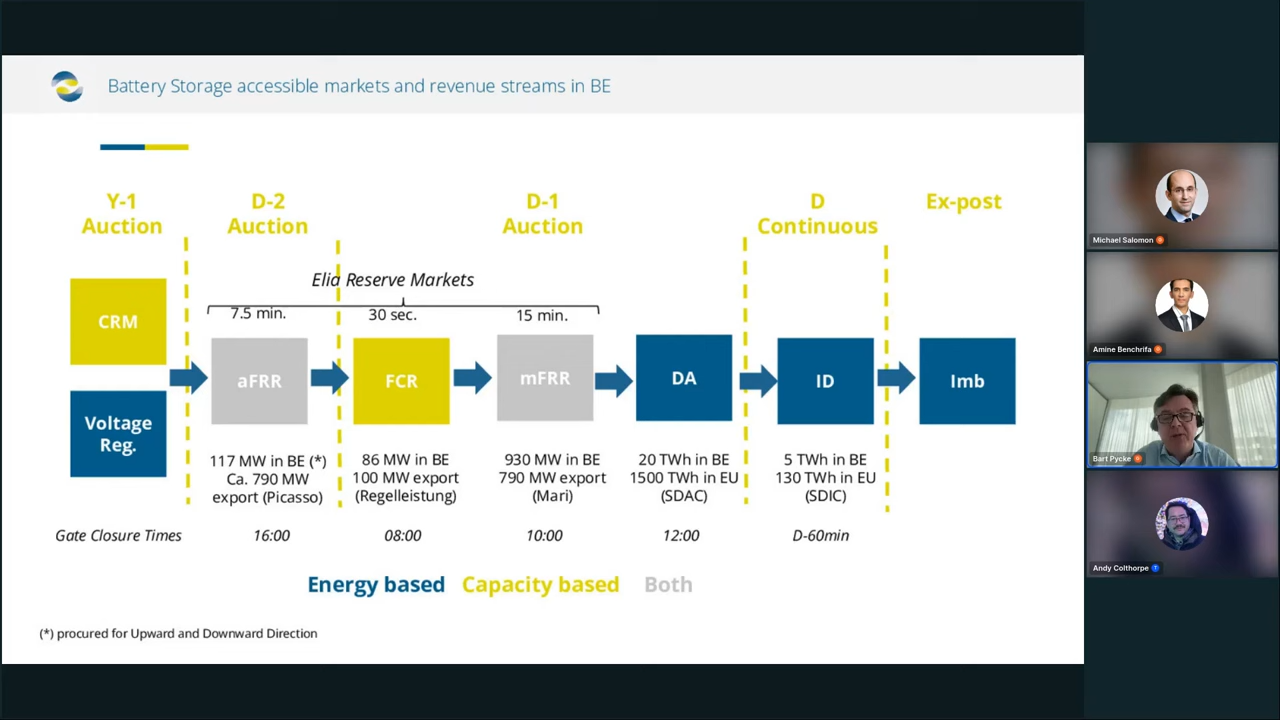 Battery Storage accessible markets and revenue streams in BE
Y-1
Auction
D-2
Auction
D-1
Auction
D
Continuous
Ex-post
Elia Reserve Markets
7.5 min.
30 sec.
15 min.
CRM
Voltage
Reg.
aFRR
FCR
mFRR
DA
ID
Imb
117 MW in BE (*)
Ca. 790 MW
export (Picasso)
86 MW in BE
100 MW export
(Regelleistung)
930 MW in BE
790 MW export
(Mari)
20 TWh in BE
1500 TWh in EU
(SDAC)
5 TWh in BE
130 TWh in EU
(SDIC)
Gate Closure Times
16:00
08:00
10:00
12:00
D-60min
Energy based
Capacity based
Both
(*) procured for Upward and Downward Direction
Michael Salomon
Amine Benchrifa
Bart Pycke
Andy Colthorpe